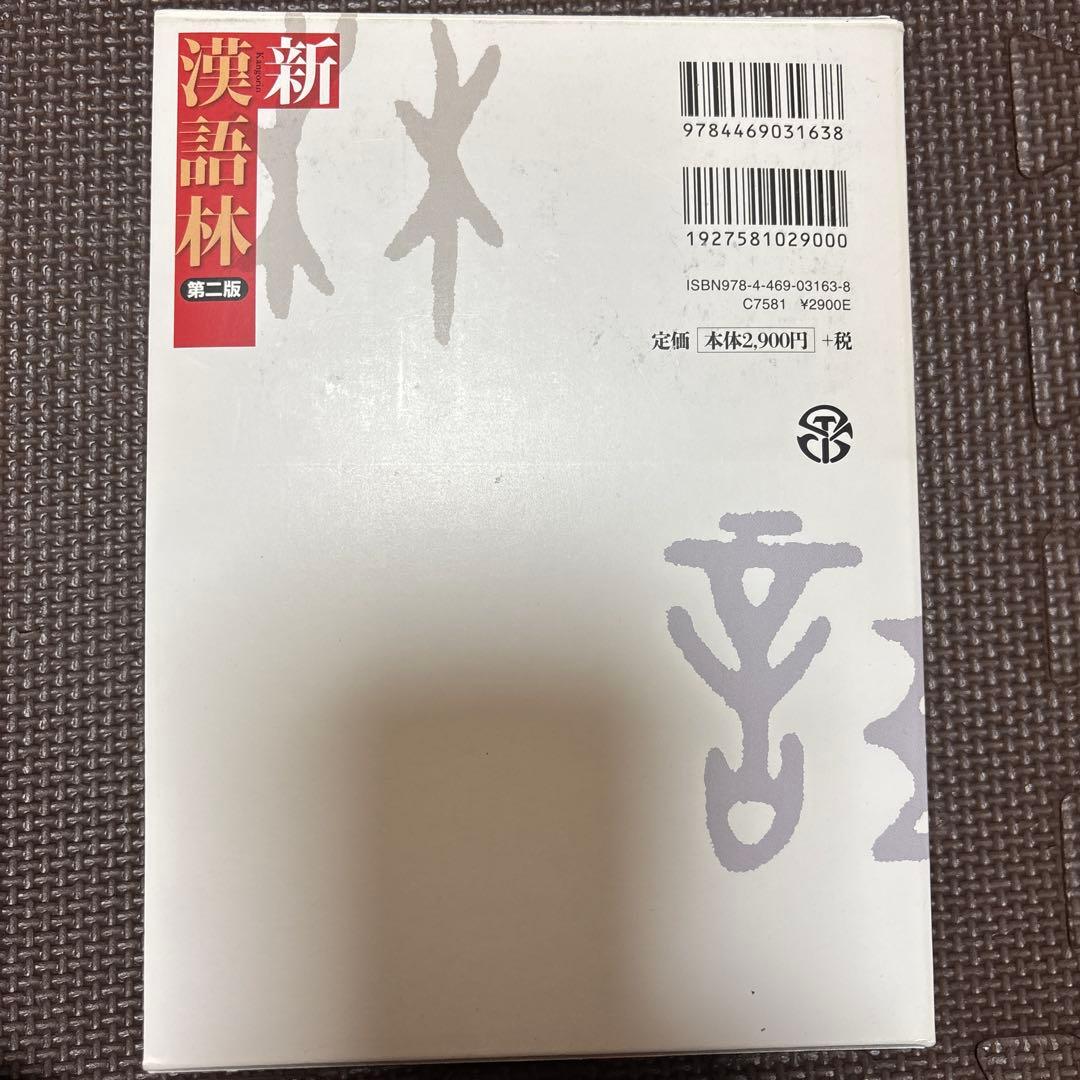 新
漢語林
Kangorin
第二版
9784469031638
1927581029000
ISBN978-4-469-03163-8
C7581 ¥2900E
定価 本体2,900円 +税